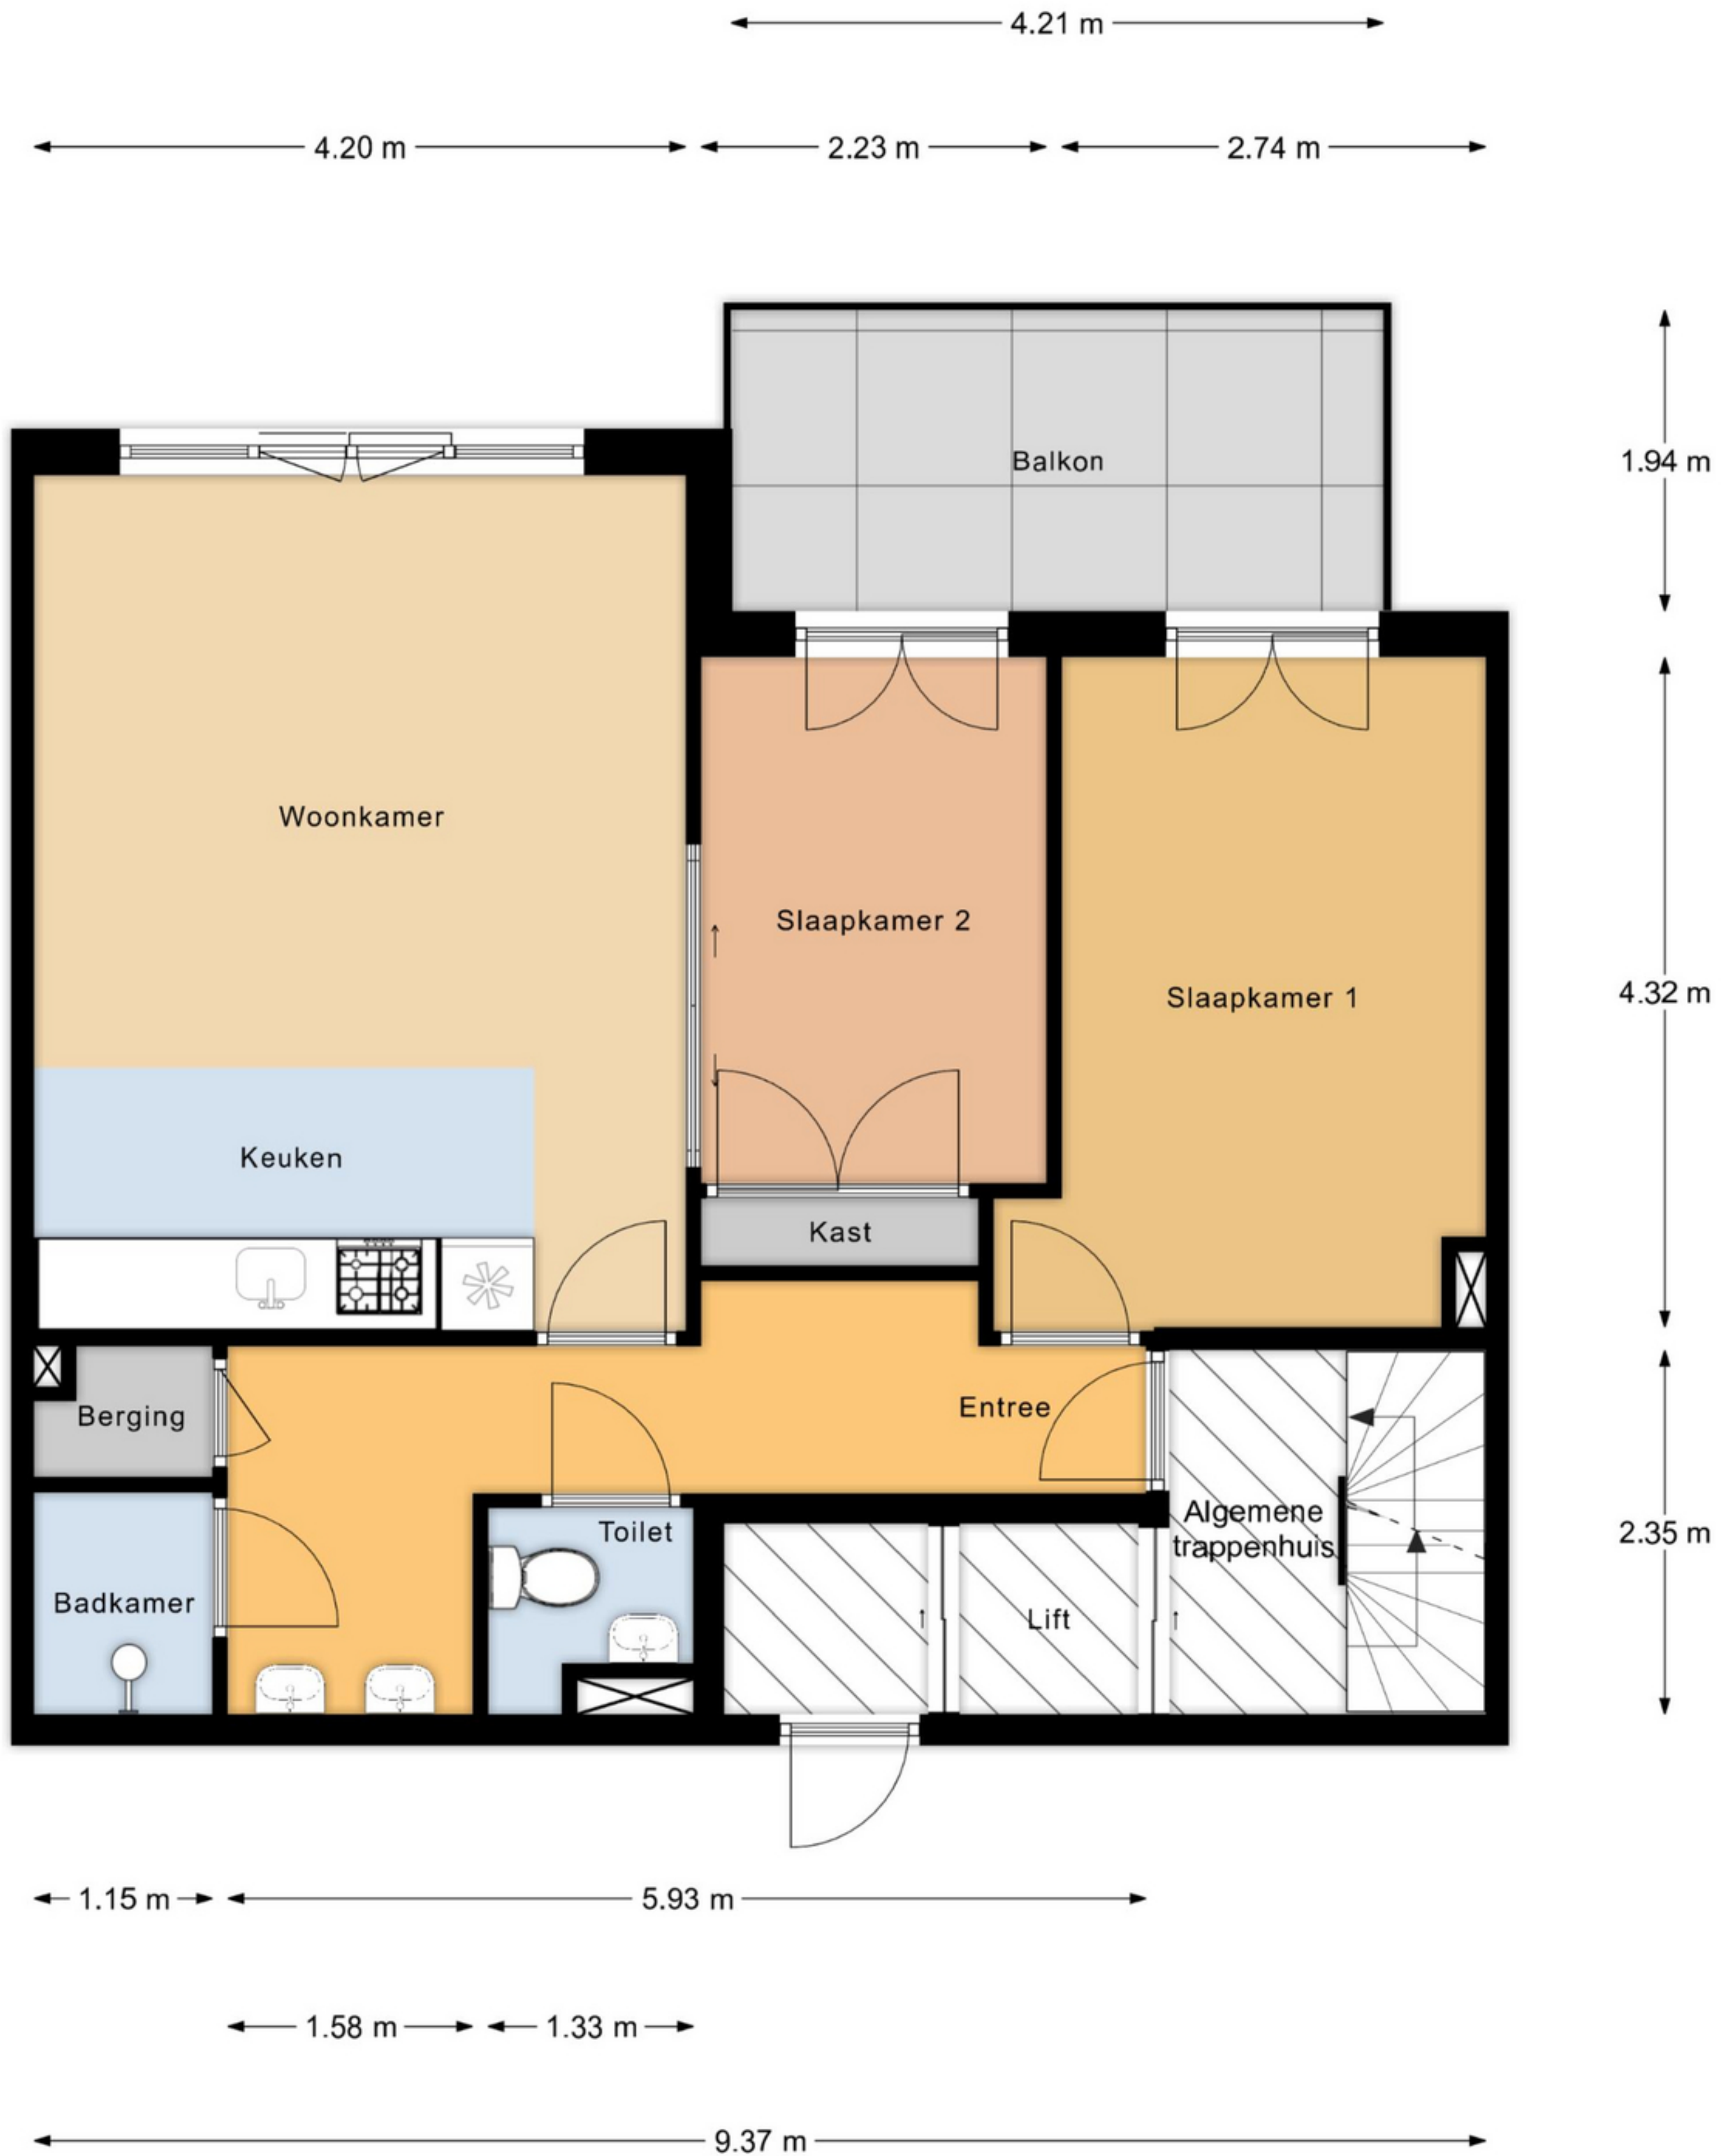 4.21 m
4.20 m
2.23 m
2.74 m
Balkon
1.94 m
Woonkamer
Slaapkamer 2
Slaapkamer 1
4.32 m
Keuken
Kast
Berging
Entree
Algemene
trappenhuis
Toilet
2.35 m
Badkamer
Lift
1.15 m
5.93 m
1.58 m
1.33 m
9.37 m